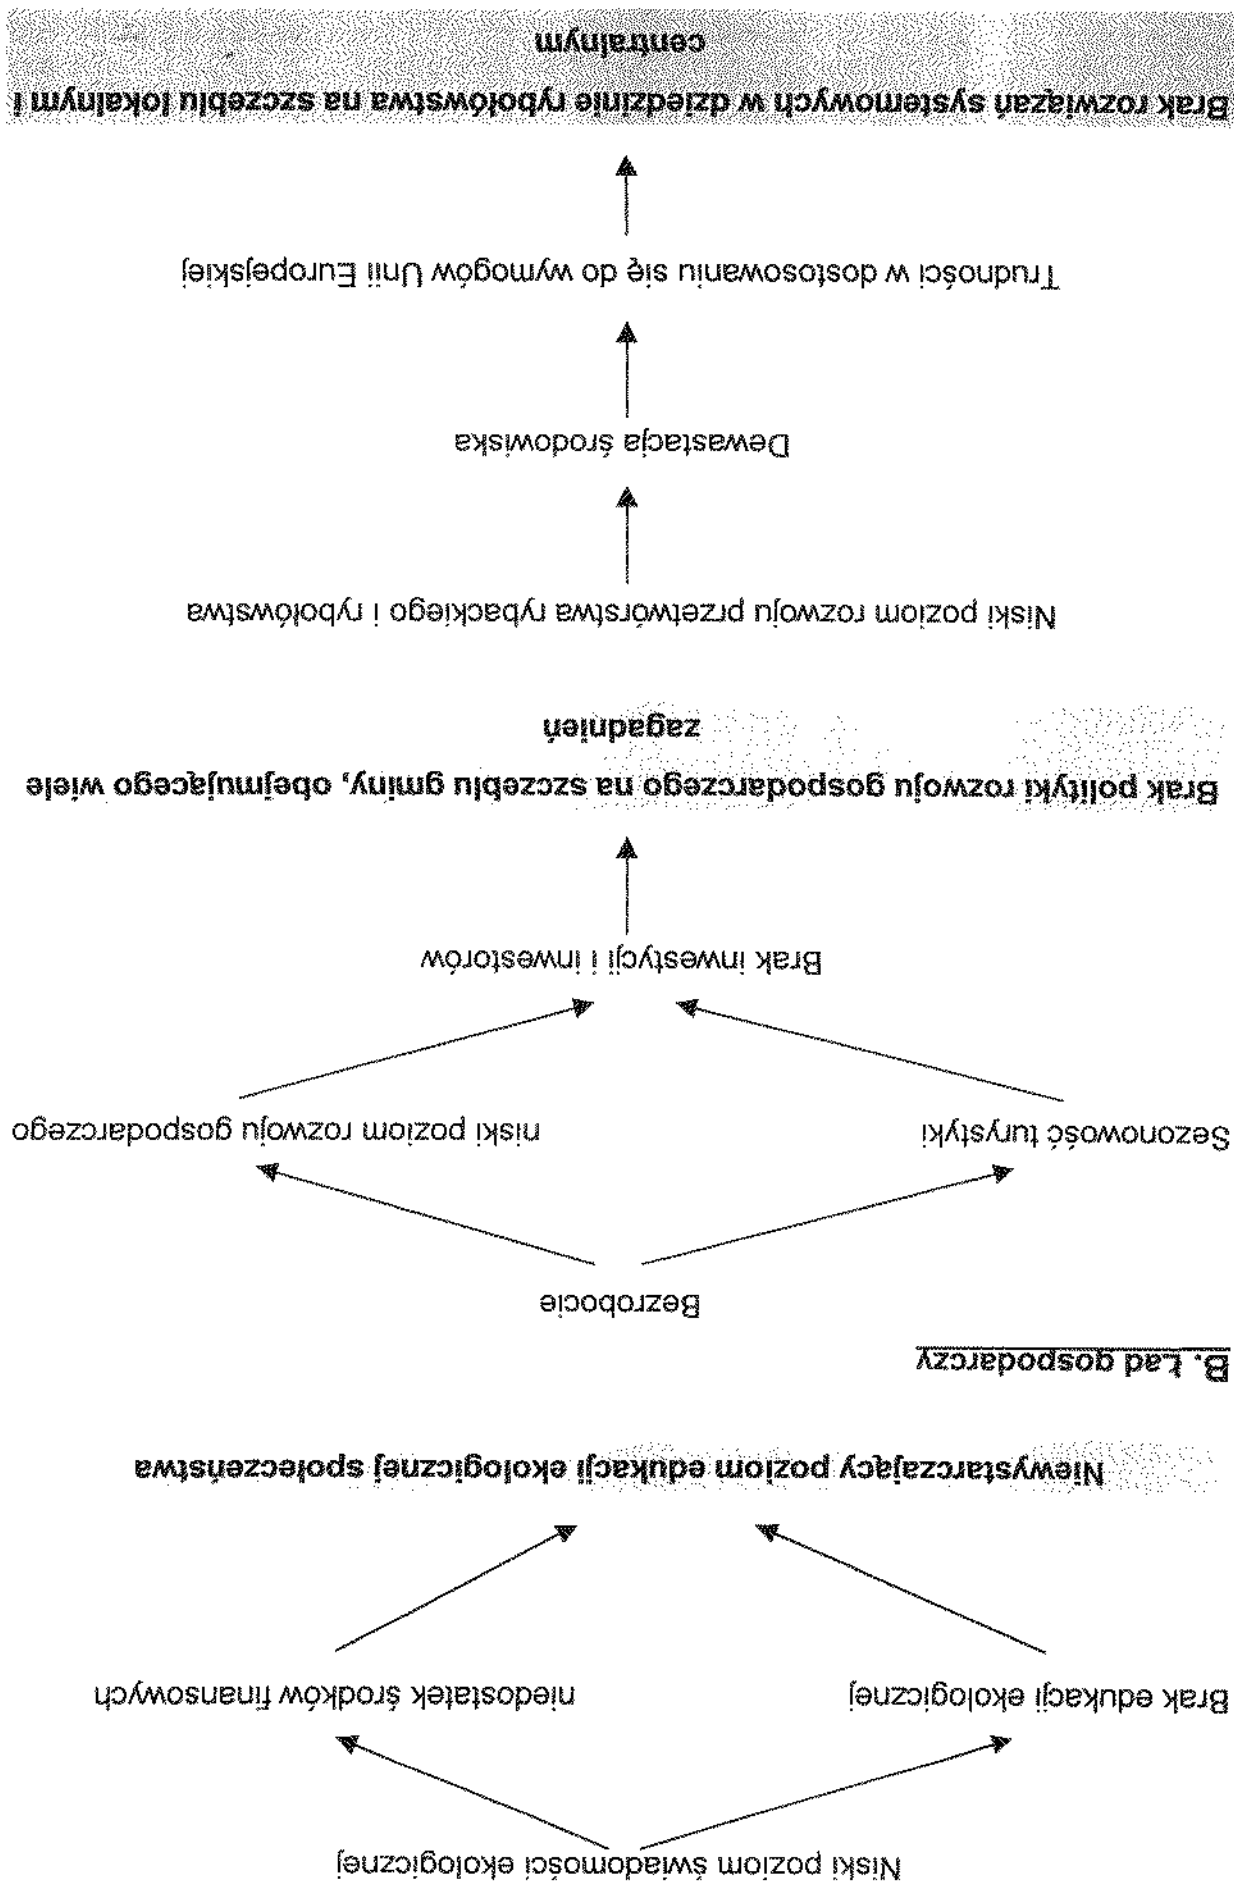 Niski poziom świadomości ekologicznej
Brak edukacji ekologicznej
niedostatek środków finansowych
Niewystarczający poziom edukacji ekologicznej społeczeństwa
B. Ład gospodarczy
Bezrobocie
Sezonowość turystyki
niski poziom rozwoju gospodarczego
Brak inwestycji i inwestorów
Brak polityki rozwoju gospodarczego na szczeblu gminy, obejmującego wiele
zagadnień
Niski poziom rozwoju przetwórstwa rybackiego i rybołówstwa
Dewastacja środowiska
Trudności w dostosowaniu się do wymogów Unii Europejskiej
Brak rozwiązań systemowych w dziedzinie rybołówstwa na szczeblu lokalnym i
centralnym